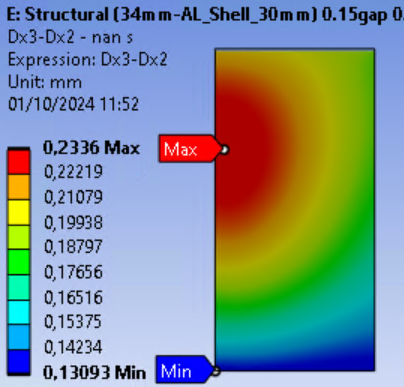 E: Structural (34mm-AL_Shell_30mm) 0.15gap 0.
Dx3-Dx2 - nan s
Expression: Dx3-Dx2
Unit: mm
01/10/2024 11:52
0,2336 Max
0,22219
0,21079
0,19938
0,18797
0,17656
0,16516
0,15375
0,14234
0,13093 Min
Max
Min